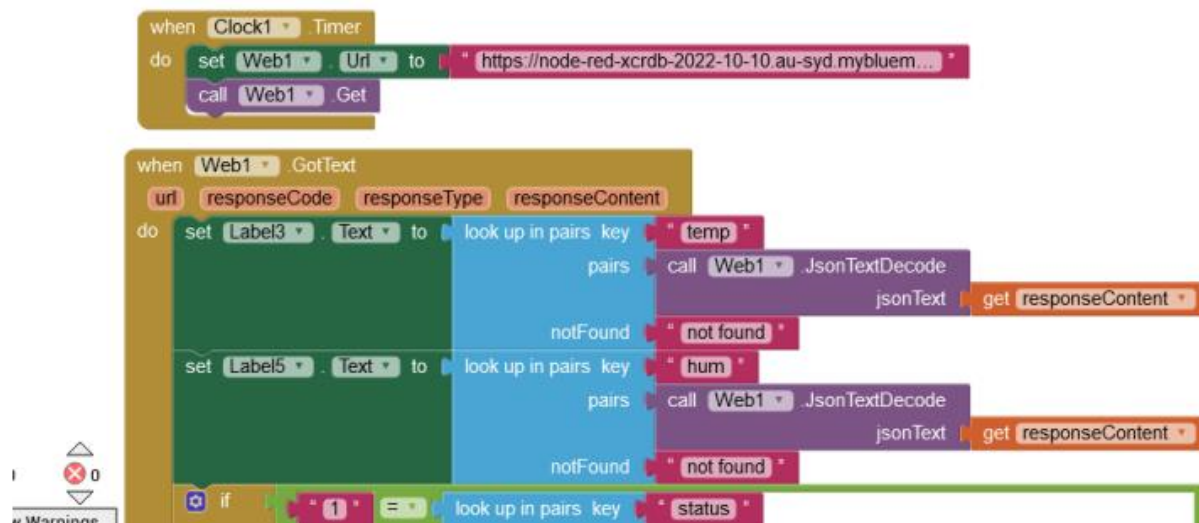 when Clock1 .Timer
do set Web1 . Url to " https://node-red-xcrdb-2022-10-10.au-syd.mybluem... "
call Web1 .Get
when Web1 .GotText
url responseCode responseType responseContent
do set Label3 . Text to look up in pairs key " temp "
pairs call Web1 .JsonTextDecode
jsonText get responseContent
notFound " not found "
set Label5 . Text to look up in pairs key " hum "
pairs call Web1 .JsonTextDecode
jsonText get responseContent
notFound " not found "
0
if " 1 " = look up in pairs key " status "
Warnings